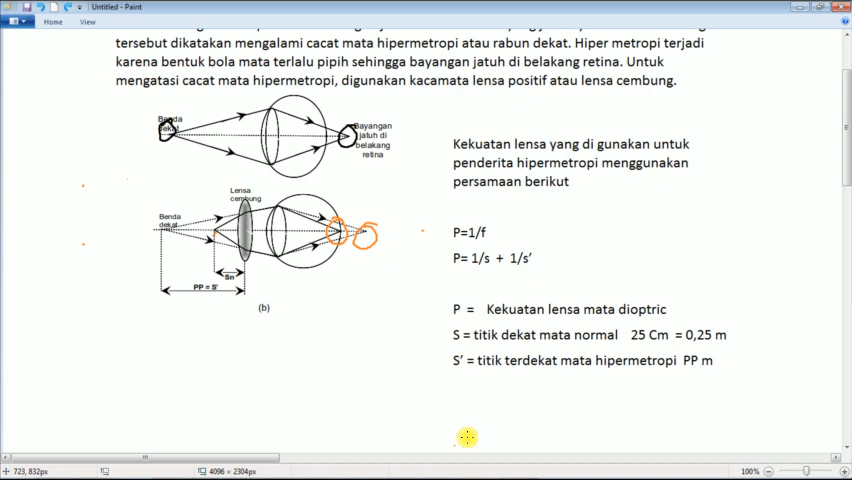 Untitled - Paint
Home
View
tersebut dikatakan mengalami cacat mata hipermetropi atau rabun dekat. Hiper metropi terjadi
karena bentuk bola mata terlalu pipih sehingga bayangan jatuh di belakang retina. Untuk
mengatasi cacat mata hipermetropi, digunakan kacamata lensa positif atau lensa cembung.
Benda
dekat
Bayangan
jatuh di
belakang
retina
Lensa
cembung
Benda
dekat
Sn
PP = S'
(b)
Kekuatan lensa yang di gunakan untuk
penderita hipermetropi menggunakan
persamaan berikut
P=1/f
P= 1/s + 1/s’
P = Kekuatan lensa mata dioptric
S = titik dekat mata normal 25 Cm = 0,25 m
S’ = titik terdekat mata hipermetropi PP m
723, 832px
4096 × 2304px
100%